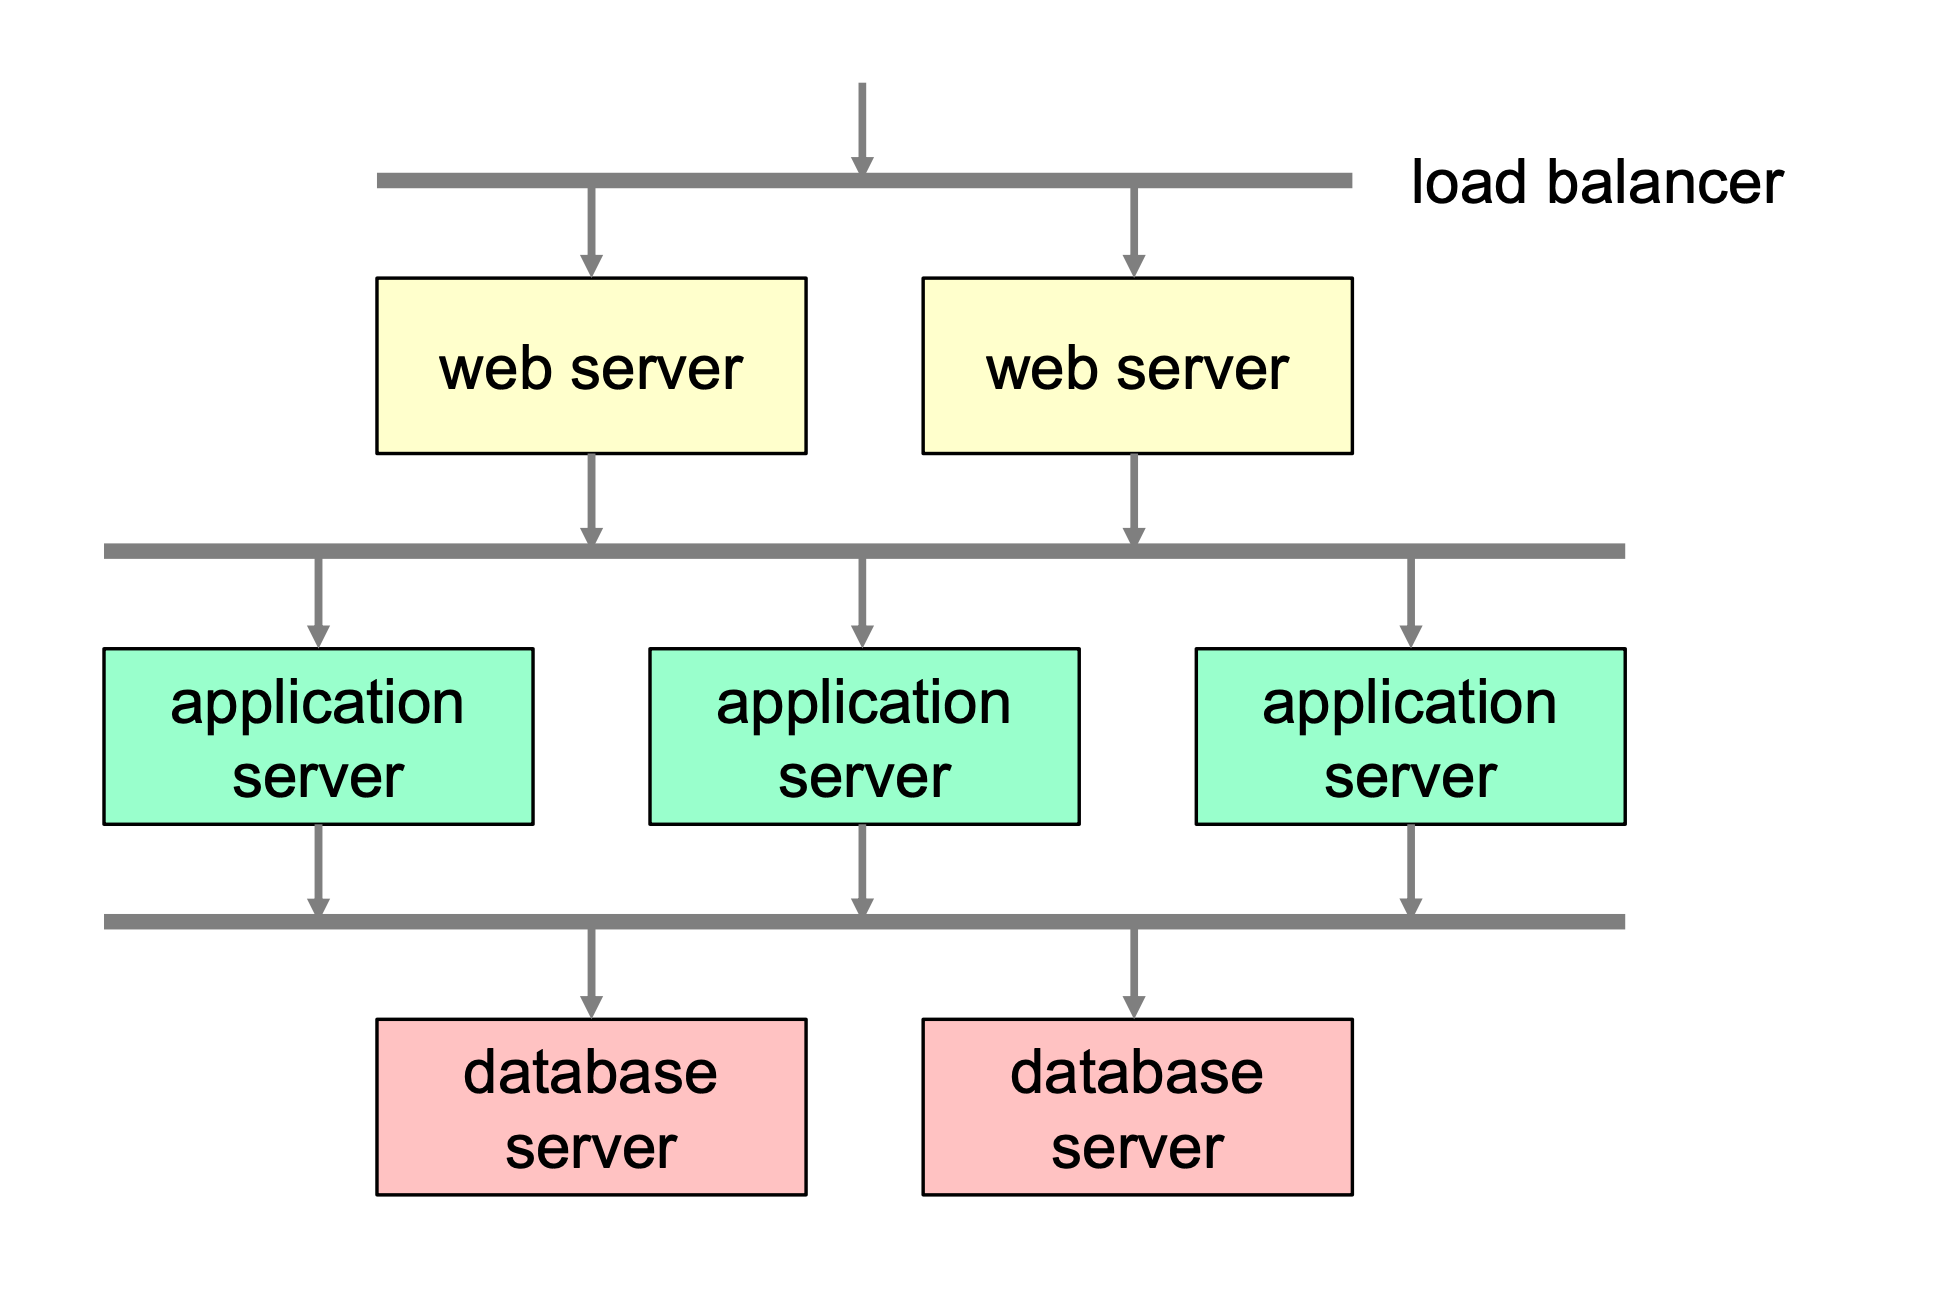 load balancer
web server
web server
application
server
application
server
application
server
database
server
database
server